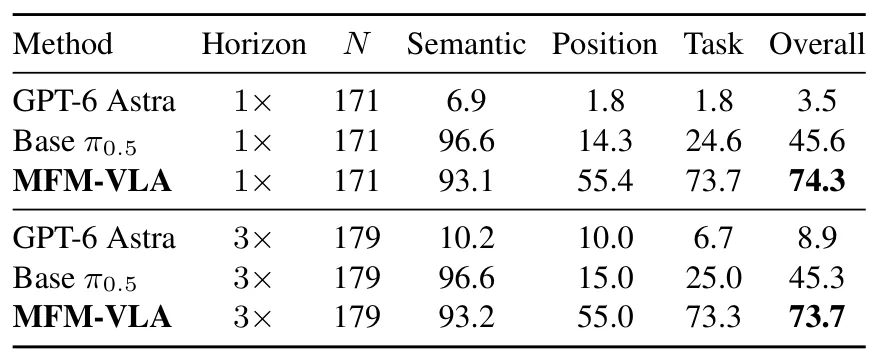 Method Horizon N Semantic Position Task Overall
GPT-6 Astra 1× 171 6.9 1.8 1.8 3.5
Base π0.5 1× 171 96.6 14.3 24.6 45.6
MFM-VLA 1× 171 93.1 55.4 73.7 74.3
GPT-6 Astra 3× 179 10.2 10.0 6.7 8.9
Base π0.5 3× 179 96.6 15.0 25.0 45.3
MFM-VLA 3× 179 93.2 55.0 73.3 73.7